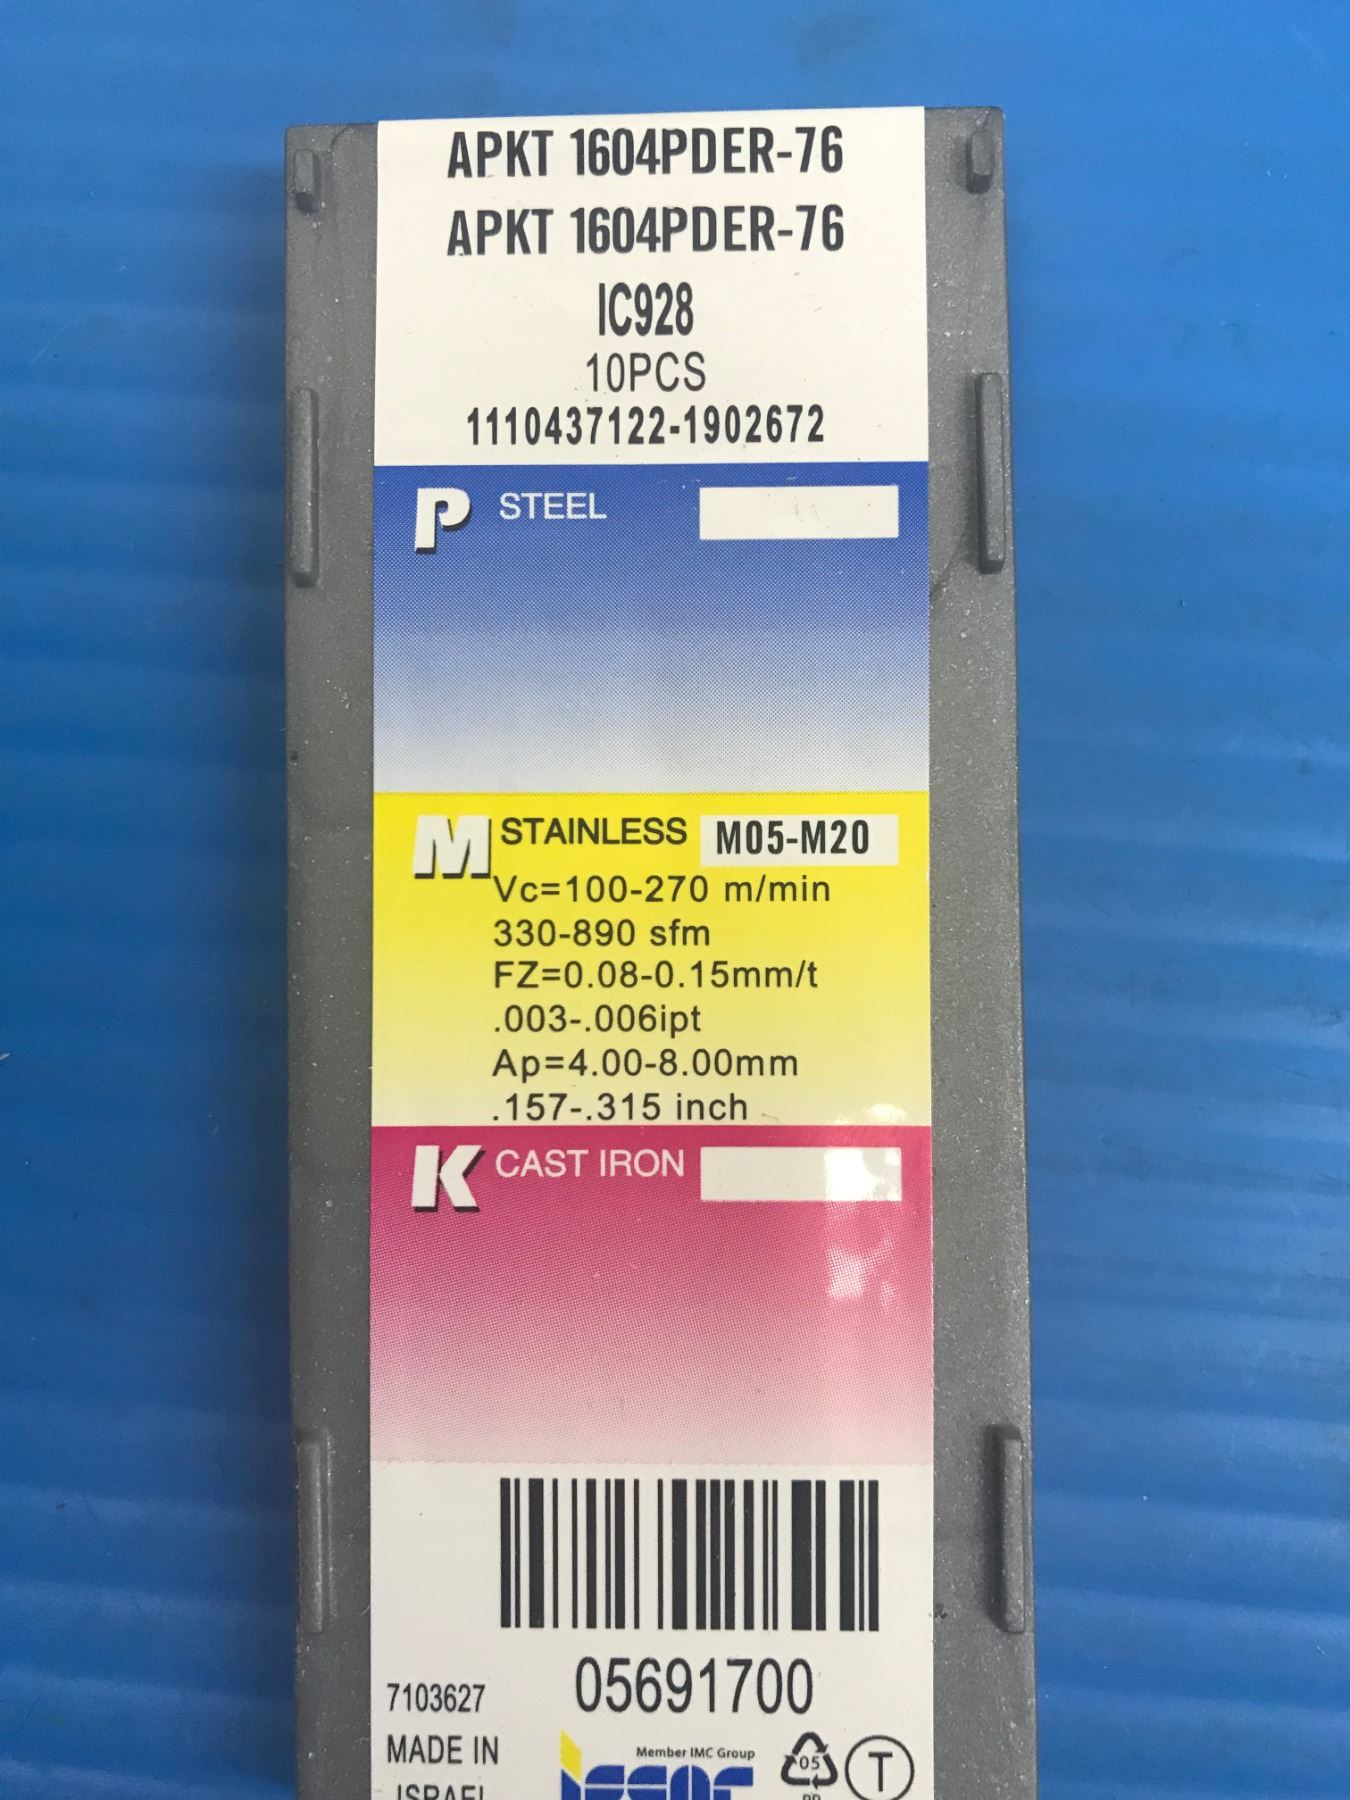 APKT 1604PDER-76
APKT 1604PDER-76
IC928
10PCS
1110437122-1902672
P STEEL
M STAINLESS M05-M20
Vc=100-270 m/min
330-890 sfm
FZ=0.08-0.15mm/t
.003-.006ipt
Ap=4.00-8.00mm
.157-.315 inch
K CAST IRON
05691700
7103627
MADE IN
ISRAEL
Member IMC Group
iscar
05
T